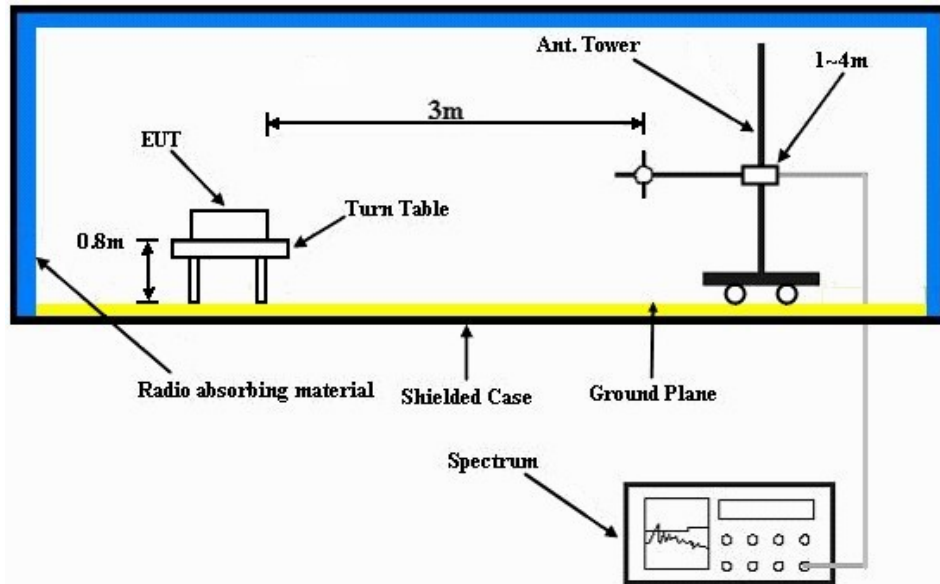 Ant. Tower
1~4m
3m
EUT
Turn Table
0.8m
Radio absorbing material
Shielded Case
Ground Plane
Spectrum